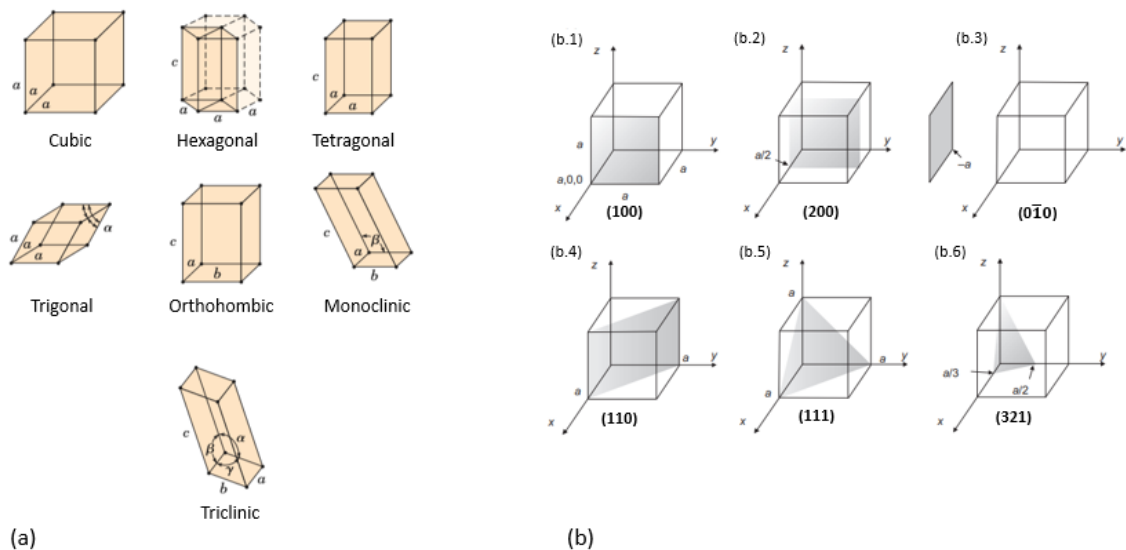 a
a
a
Cubic
c
a
a
a
Hexagonal
c
a
a
Tetragonal
a
a
a
α
Trigonal
c
a
b
Orthohombic
c
a
β
b
Monoclinic
c
β
α
γ
b
a
Triclinic
(a)
(b.1)
z
y
a
a,0,0
a
a
x
(100)
(b.2)
z
y
a/2
x
(200)
(b.3)
z
y
–a
x
(01̅0)
(b.4)
z
a
y
a
x
(110)
(b.5)
z
a
a
y
a
x
(111)
(b.6)
z
y
a/3
a/2
x
(321)
(b)